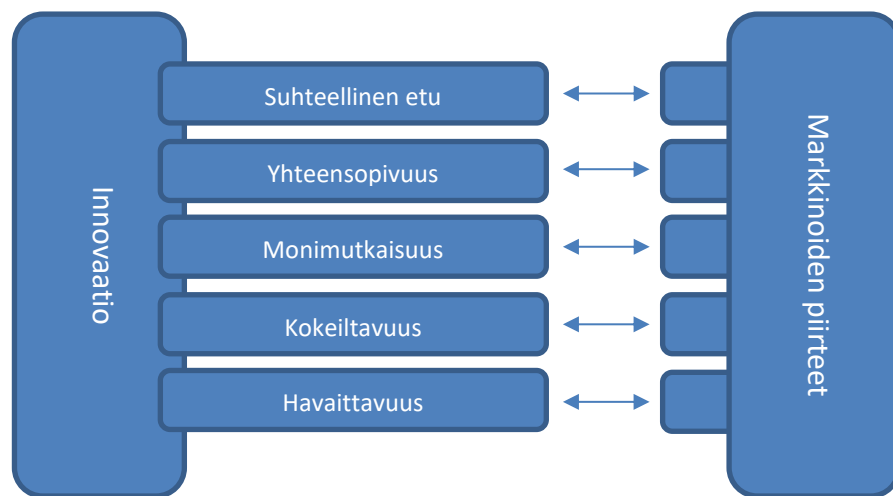 Innovaatio
Suhteellinen etu
Yhteensopivuus
Monimutkaisuus
Kokeiltavuus
Havaittavuus
Markkinoiden piirteet